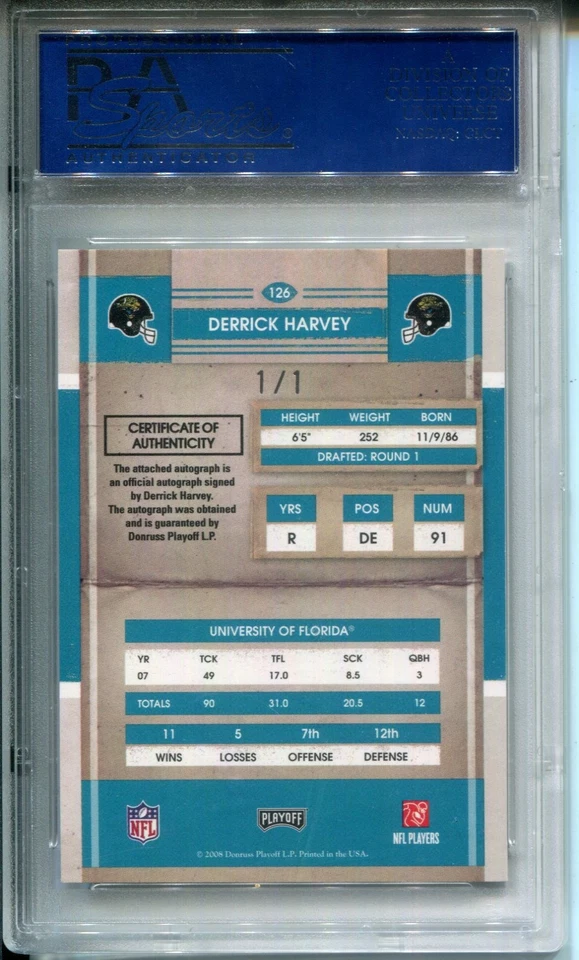 PROFESSIONAL
PSA
Sports®
AUTHENTICATOR
A
DIVISION OF
COLLECTORS
UNIVERSE
NASDAQ: CLCT
126
DERRICK HARVEY
1/1
CERTIFICATE OF
AUTHENTICITY
The attached autograph is
an official autograph signed
by Derrick Harvey.
The autograph was obtained
and is guaranteed by
Donruss Playoff L.P.
HEIGHT WEIGHT BORN
6'5" 252 11/9/86
DRAFTED: ROUND 1
YRS POS NUM
R DE 91
UNIVERSITY OF FLORIDA®
YR TCK TFL SCK QBH
07 49 17.0 8.5 3
TOTALS 90 31.0 20.5 12
11 5 7th 12th
WINS LOSSES OFFENSE DEFENSE
NFL
PLAYOFF
NFL PLAYERS
© 2008 Donruss Playoff L.P. Printed in the USA.